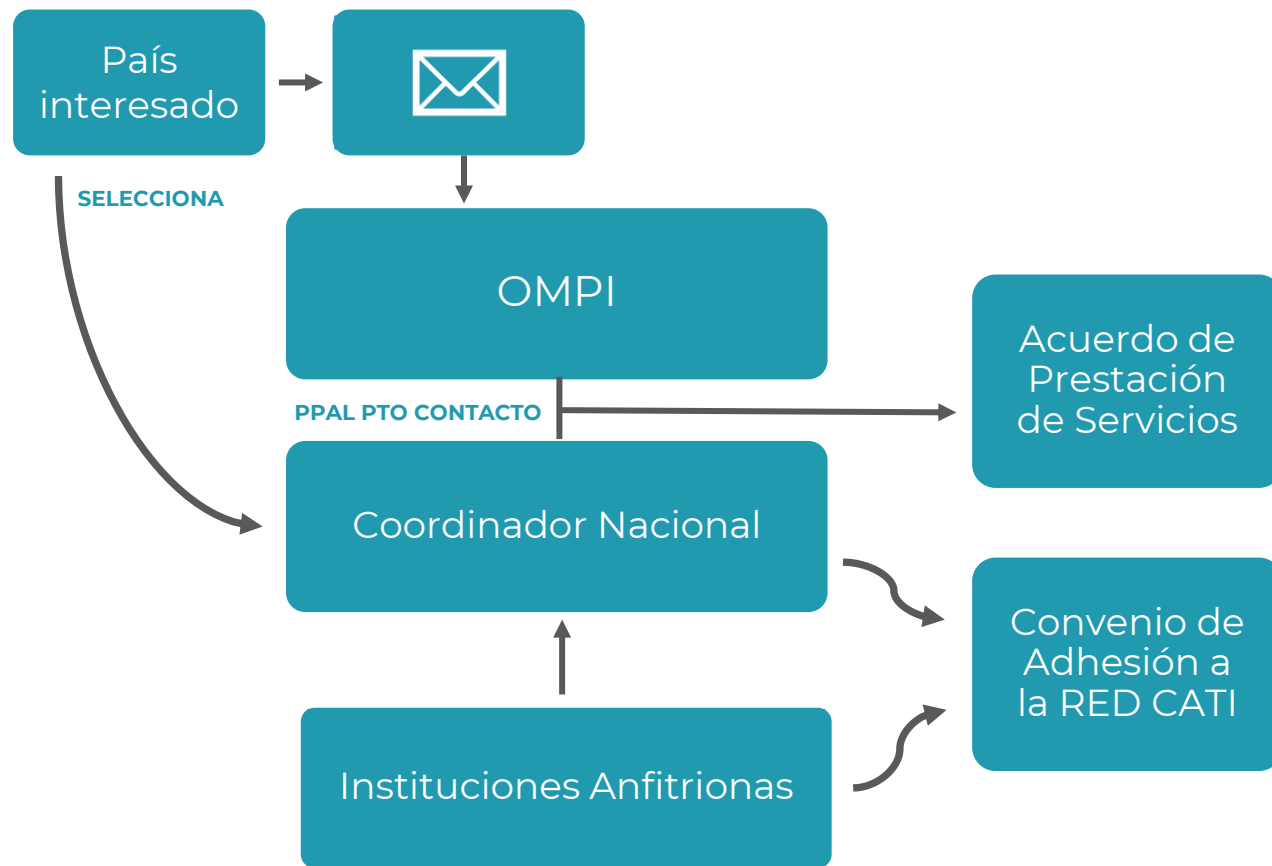 País
interesado
SELECCIONA
OMPI
PPAL PTO CONTACTO
Acuerdo de
Prestación
de Servicios
Coordinador Nacional
Convenio de
Adhesión a
la RED CATI
Instituciones Anfitrionas